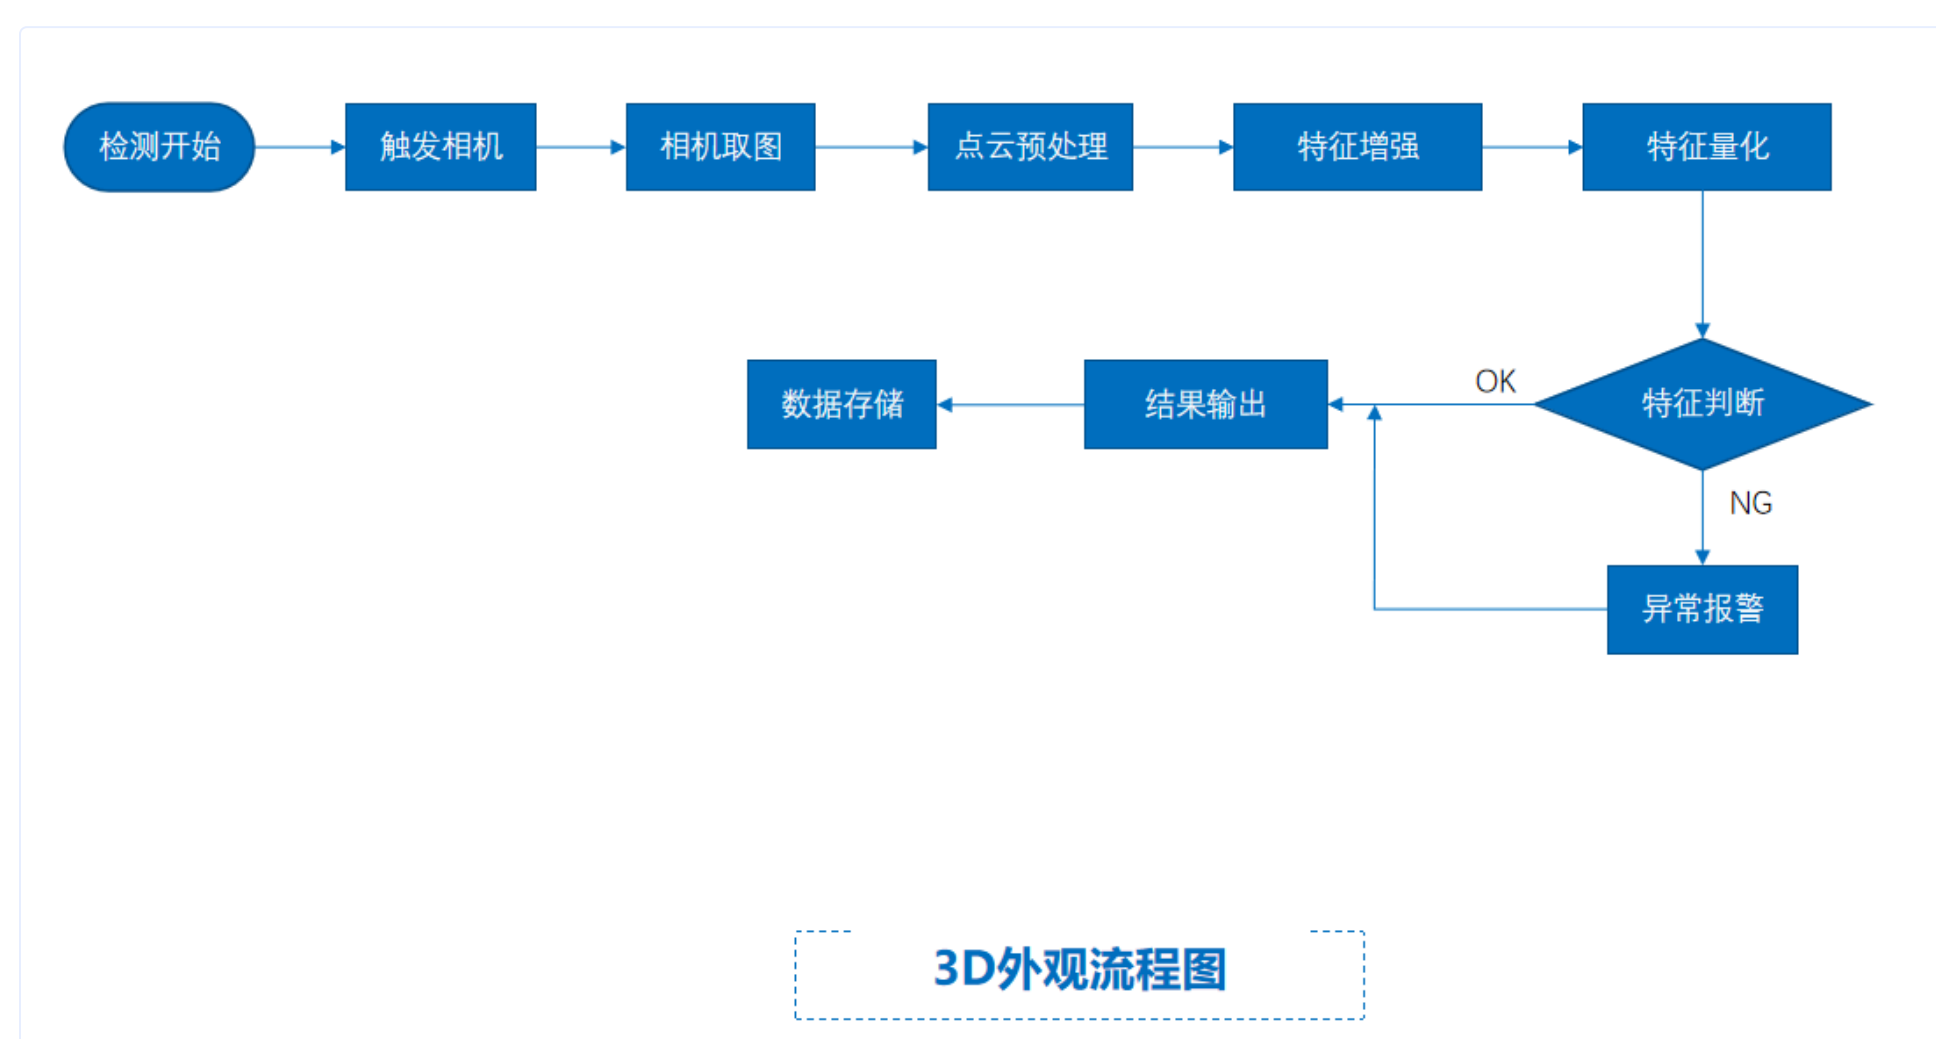 检测开始
触发相机
相机取图
点云预处理
特征增强
特征量化
特征判断
OK
结果输出
数据存储
NG
异常报警
3D外观流程图